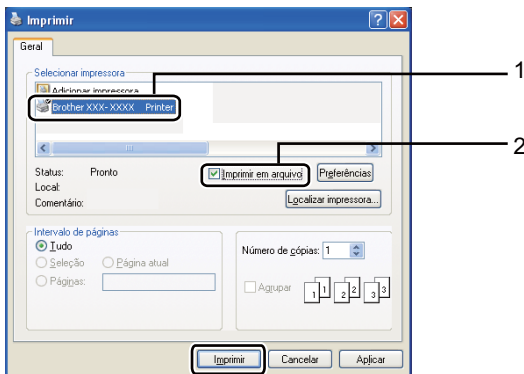 Imprimir
Geral
Selecionar impressora
Adicionar impressora
Brother XXX- XXXX Printer
1
Status: Pronto
Imprimir em arquivo
Preferências
2
Local:
Comentário:
Localizar impressora...
Intervalo de páginas
Tudo
Seleção
Página atual
Páginas:
Número de cópias: 1
Agrupar
1 1 2 2 3 3
Imprimir
Cancelar
Aplicar